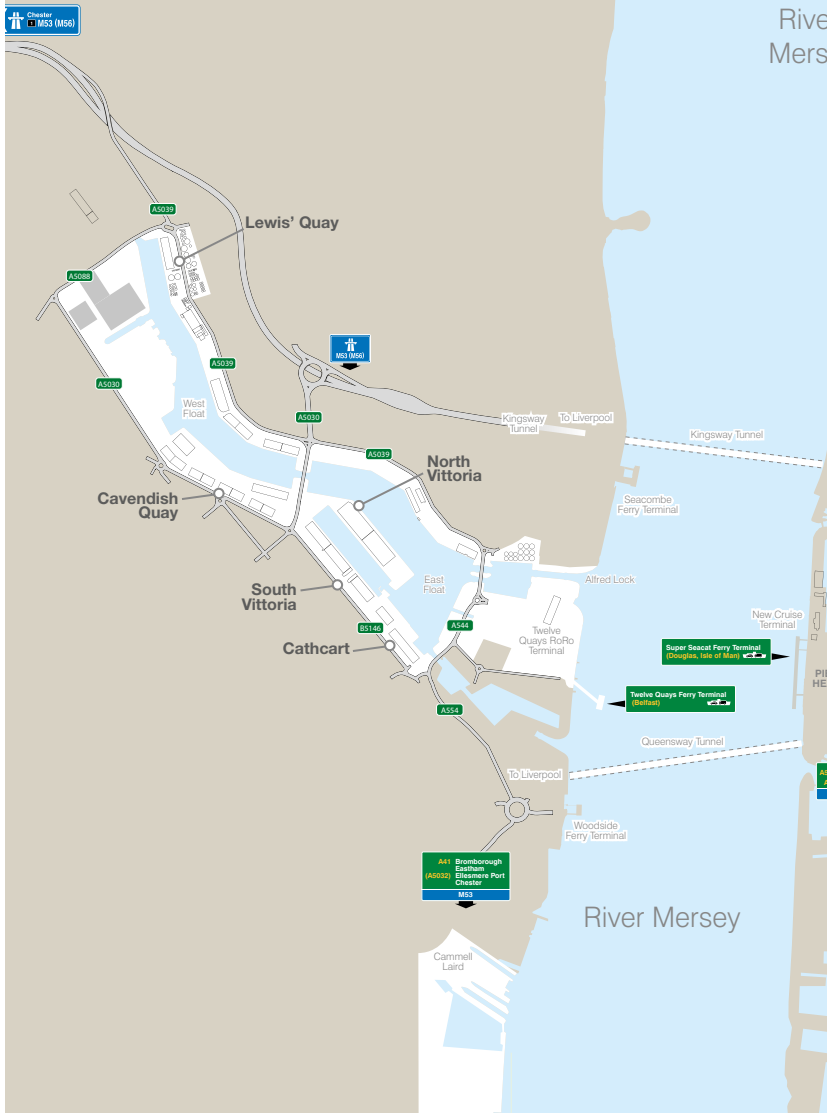 Chester
1 M53 (M56)
River Mersey
A5039
Lewis' Quay
A5088
M53 (M56)
A5039
A5030
West
Float
A5030
Kingsway
Tunnel
To Liverpool
Kingsway Tunnel
A5039
North
Vittoria
Cavendish
Quay
Seacombe
Ferry Terminal
East
Float
Alfred Lock
South
Vittoria
New Cruise
Terminal
B5146
A544
Twelve
Quays RoRo
Terminal
Cathcart
Super Seacat Ferry Terminal
(Douglas, Isle of Man)
Twelve Quays Ferry Terminal
(Belfast)
A554
Queensway Tunnel
To Liverpool
Woodside
Ferry Terminal
A41 Bromborough
Eastham
(A5032) Ellesmere Port
Chester
M53
Cammell
Laird